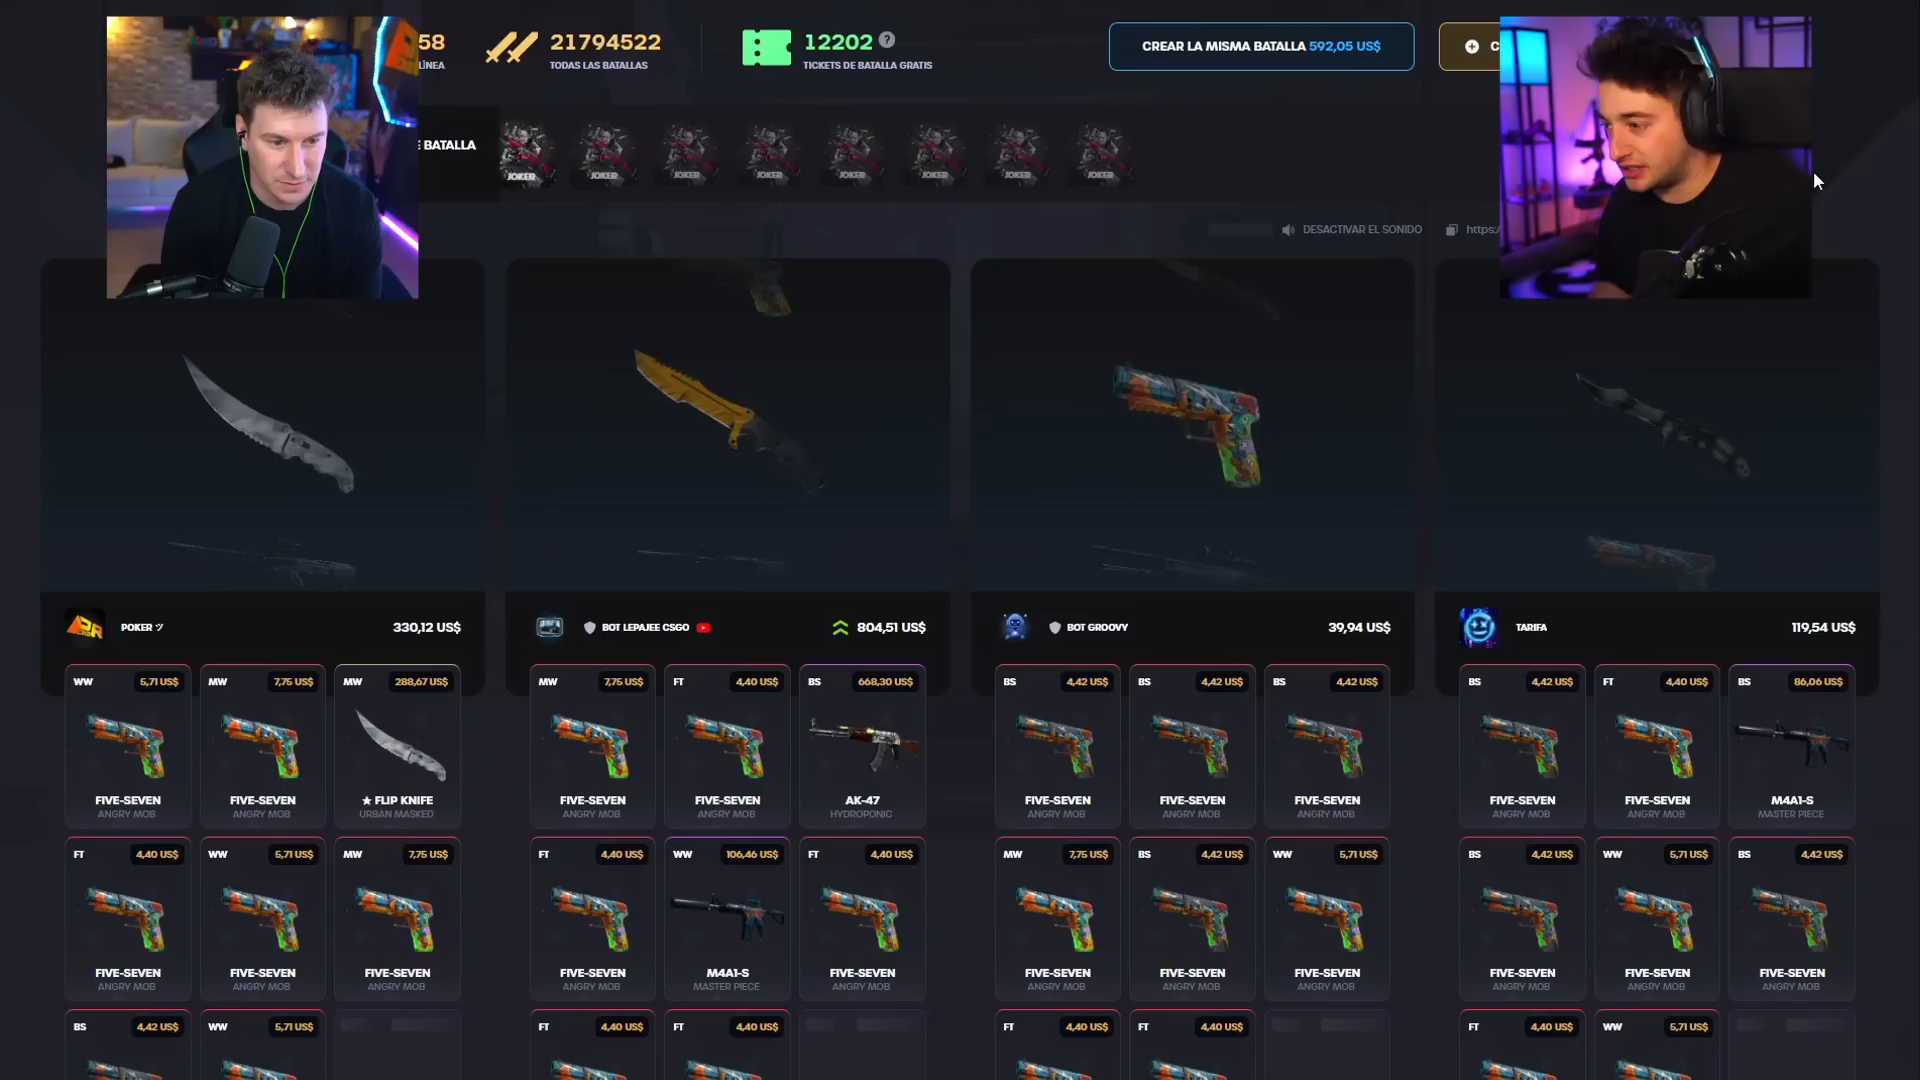 58
LÍNEA
21794522
TODAS LAS BATALLAS
12202 ?
TICKETS DE BATALLA GRATIS
CREAR LA MISMA BATALLA 592,05 US$
C
E BATALLA
JOKER
JOKER
JOKER
JOKER
JOKER
JOKER
JOKER
JOKER
DESACTIVAR EL SONIDO
https:/
POKER ツ
330,12 US$
BOT LEPAJEE CSGO
804,51 US$
BOT GROOVY
39,94 US$
TARIFA
119,54 US$
WW 5,71 US$
MW 7,75 US$
MW 288,67 US$
MW 7,75 US$
FT 4,40 US$
BS 668,30 US$
BS 4,42 US$
BS 4,42 US$
BS 4,42 US$
BS 4,42 US$
FT 4,40 US$
BS 86,06 US$
FIVE-SEVEN
ANGRY MOB
FIVE-SEVEN
ANGRY MOB
★ FLIP KNIFE
URBAN MASKED
FIVE-SEVEN
ANGRY MOB
FIVE-SEVEN
ANGRY MOB
AK-47
HYDROPONIC
FIVE-SEVEN
ANGRY MOB
FIVE-SEVEN
ANGRY MOB
FIVE-SEVEN
ANGRY MOB
FIVE-SEVEN
ANGRY MOB
FIVE-SEVEN
ANGRY MOB
M4A1-S
MASTER PIECE
FT 4,40 US$
WW 5,71 US$
MW 7,75 US$
FT 4,40 US$
WW 106,46 US$
FT 4,40 US$
MW 7,75 US$
BS 4,42 US$
WW 5,71 US$
BS 4,42 US$
WW 5,71 US$
BS 4,42 US$
FIVE-SEVEN
ANGRY MOB
FIVE-SEVEN
ANGRY MOB
FIVE-SEVEN
ANGRY MOB
FIVE-SEVEN
ANGRY MOB
M4A1-S
MASTER PIECE
FIVE-SEVEN
ANGRY MOB
FIVE-SEVEN
ANGRY MOB
FIVE-SEVEN
ANGRY MOB
FIVE-SEVEN
ANGRY MOB
FIVE-SEVEN
ANGRY MOB
FIVE-SEVEN
ANGRY MOB
FIVE-SEVEN
ANGRY MOB
BS 4,42 US$
WW 5,71 US$
FT 4,40 US$
FT 4,40 US$
FT 4,40 US$
FT 4,40 US$
FT 4,40 US$
WW 5,71 US$